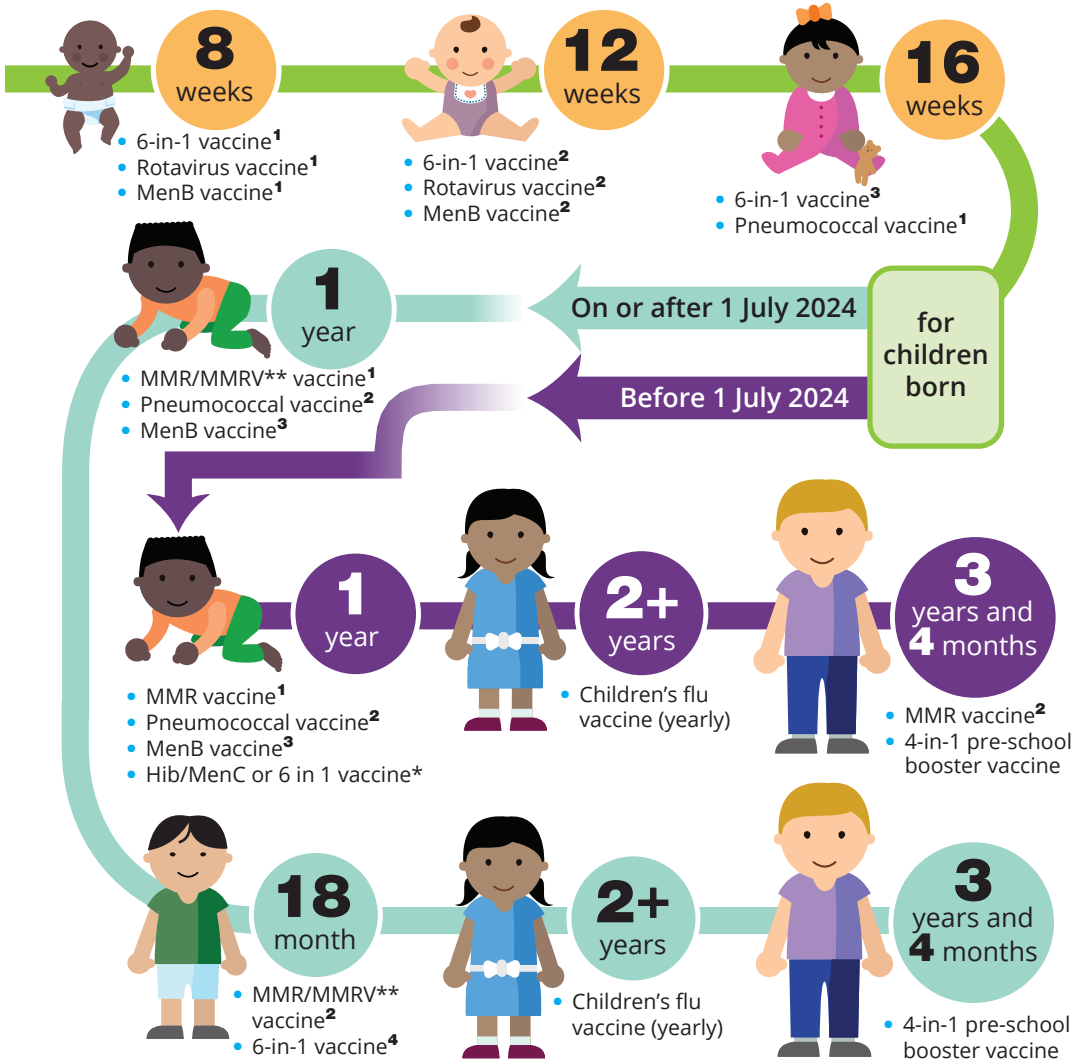 8
weeks
• 6-in-1 vaccine¹
• Rotavirus vaccine¹
• MenB vaccine¹
12
weeks
• 6-in-1 vaccine²
• Rotavirus vaccine²
• MenB vaccine²
16
weeks
• 6-in-1 vaccine³
• Pneumococcal vaccine¹
for
children
born
On or after 1 July 2024
Before 1 July 2024
1
year
• MMR/MMRV** vaccine¹
• Pneumococcal vaccine²
• MenB vaccine³
1
year
• MMR vaccine¹
• Pneumococcal vaccine²
• MenB vaccine³
• Hib/MenC or 6 in 1 vaccine*
2+
years
• Children's flu
vaccine (yearly)
3
years and
4 months
• MMR vaccine²
• 4-in-1 pre-school
booster vaccine
18
month
• MMR/MMRV**
vaccine²
• 6-in-1 vaccine⁴
2+
years
• Children's flu
vaccine (yearly)
3
years and
4 months
• 4-in-1 pre-school
booster vaccine